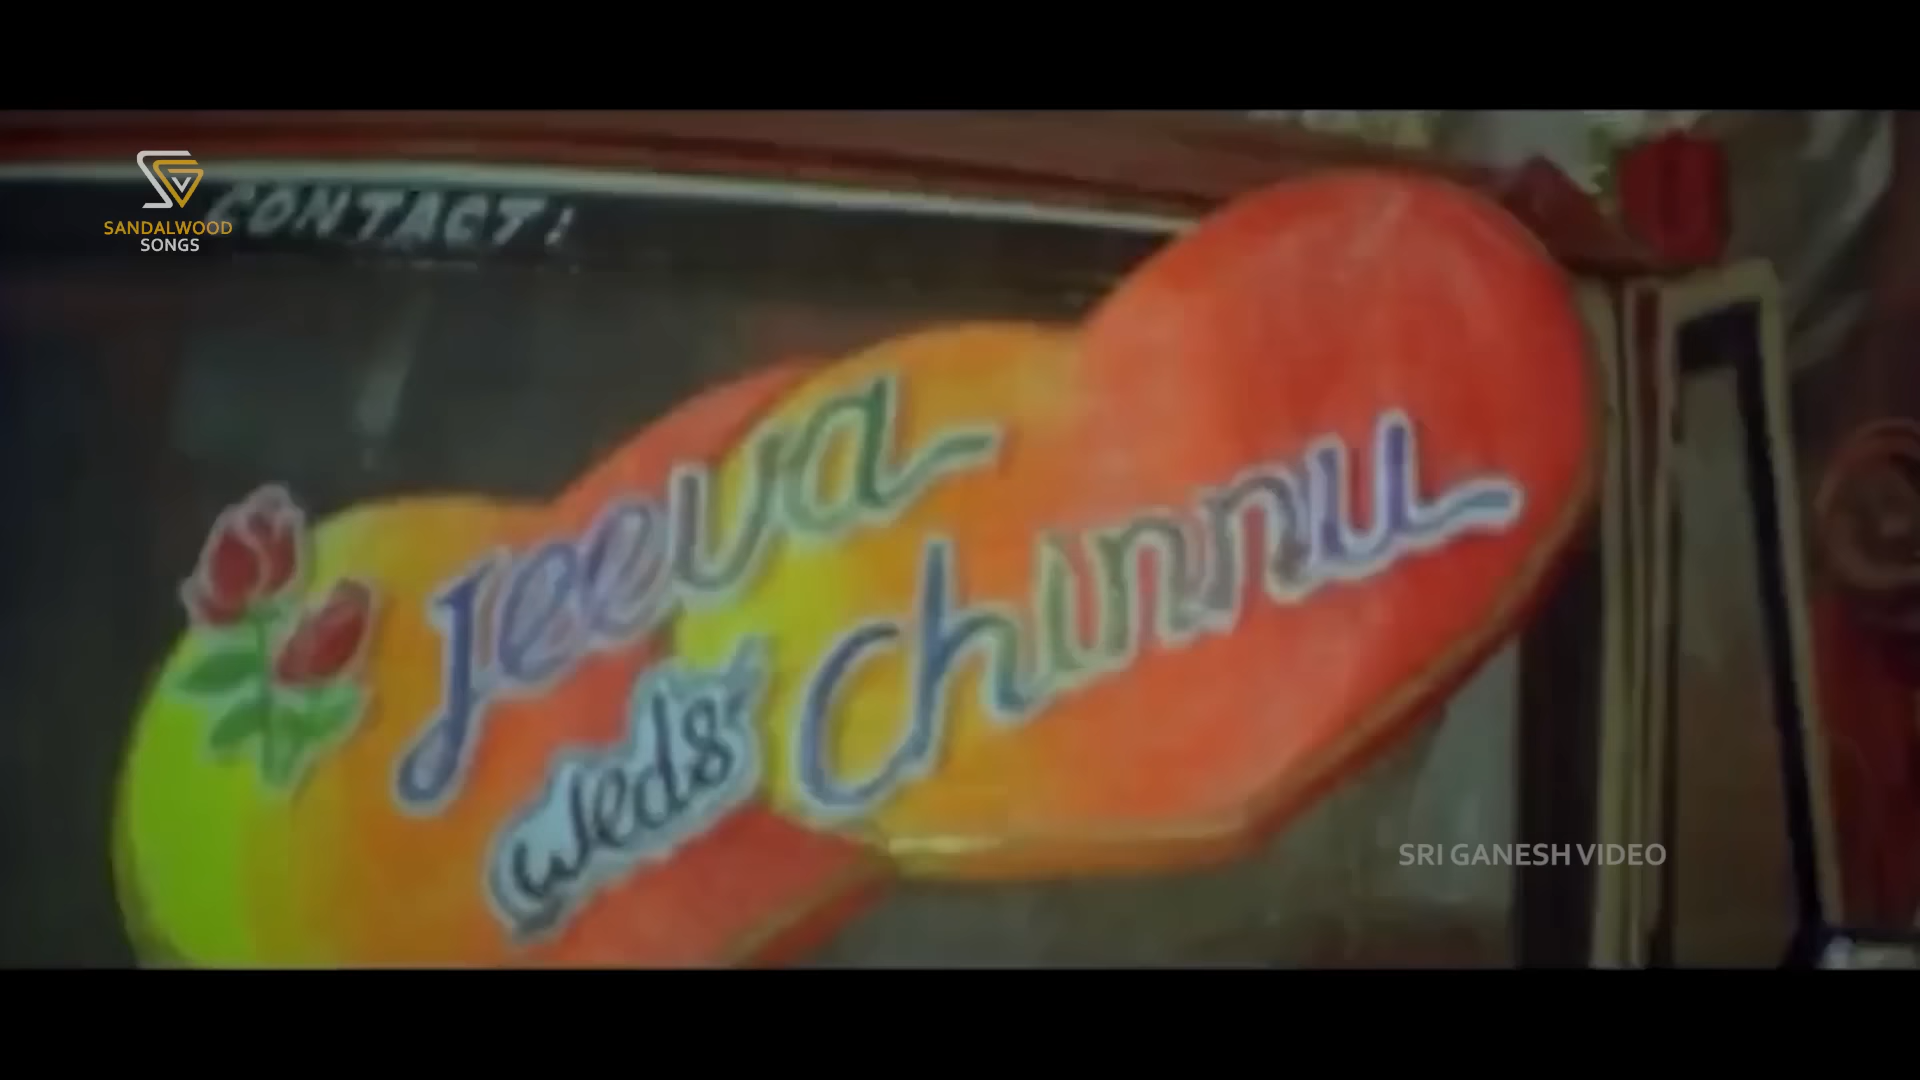 CONTACT!
SANDALWOOD
SONGS
Jeeva
weds
Chinnu
SRI GANESH VIDEO